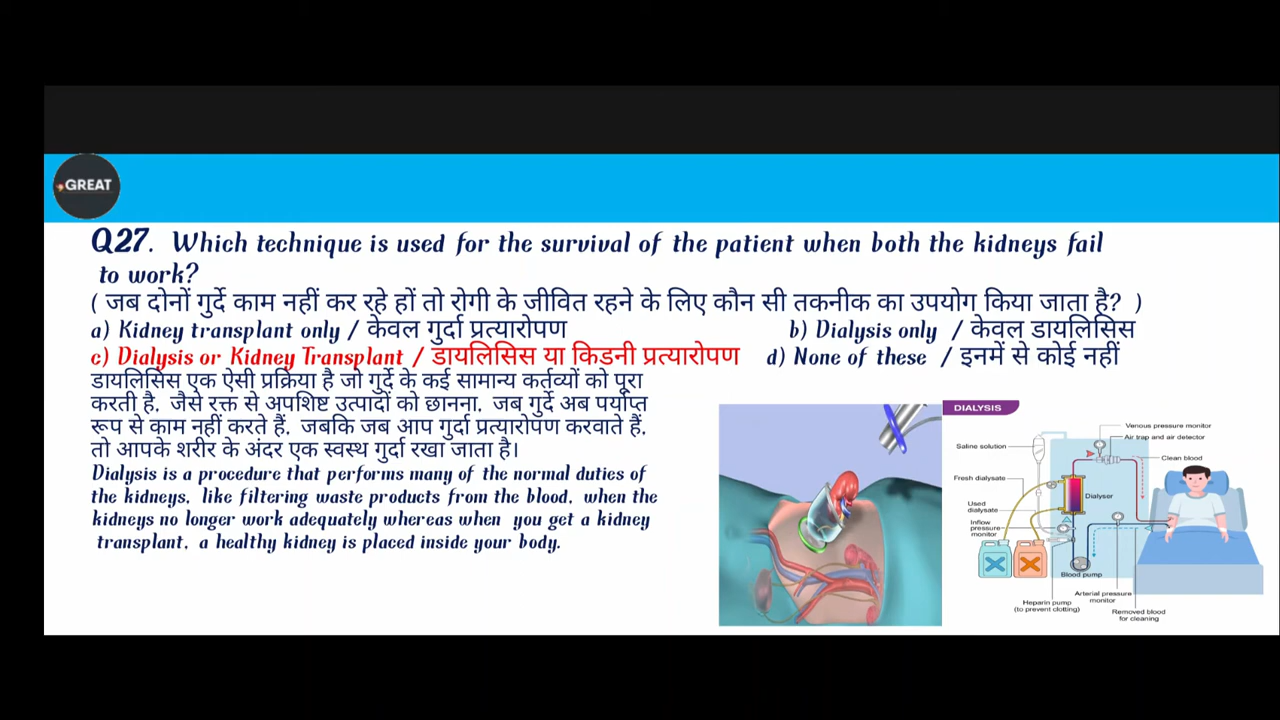 GREAT
Q27. Which technique is used for the survival of the patient when both the kidneys fail
to work?
( जब दोनों गुर्दे काम नहीं कर रहे हों तो रोगी के जीवित रहने के लिए कौन सी तकनीक का उपयोग किया जाता है? )
a) Kidney transplant only / केवल गुर्दा प्रत्यारोपण b) Dialysis only / केवल डायलिसिस
c) Dialysis or Kidney Transplant / डायलिसिस या किडनी प्रत्यारोपण d) None of these / इनमें से कोई नहीं
डायलिसिस एक ऐसी प्रक्रिया है जो गुर्दे के कई सामान्य कर्तव्यों को पूरा
करती है, जैसे रक्त से अपशिष्ट उत्पादों को छानना, जब गुर्दे अब पर्याप्त
रूप से काम नहीं करते हैं, जबकि जब आप गुर्दा प्रत्यारोपण करवाते हैं,
तो आपके शरीर के अंदर एक स्वस्थ गुर्दा रखा जाता है।
Dialysis is a procedure that performs many of the normal duties of
the kidneys, like filtering waste products from the blood, when the
kidneys no longer work adequately whereas when you get a kidney
transplant, a healthy kidney is placed inside your body.
DIALYSIS
Venous pressure monitor
Air trap and air detector
Saline solution
Clean blood
Fresh dialysate
Dialyser
Used
dialysate
Inflow
pressure
monitor
Blood pump
Arterial pressure
monitor
Heparin pump
(to prevent clotting)
Removed blood
for cleaning